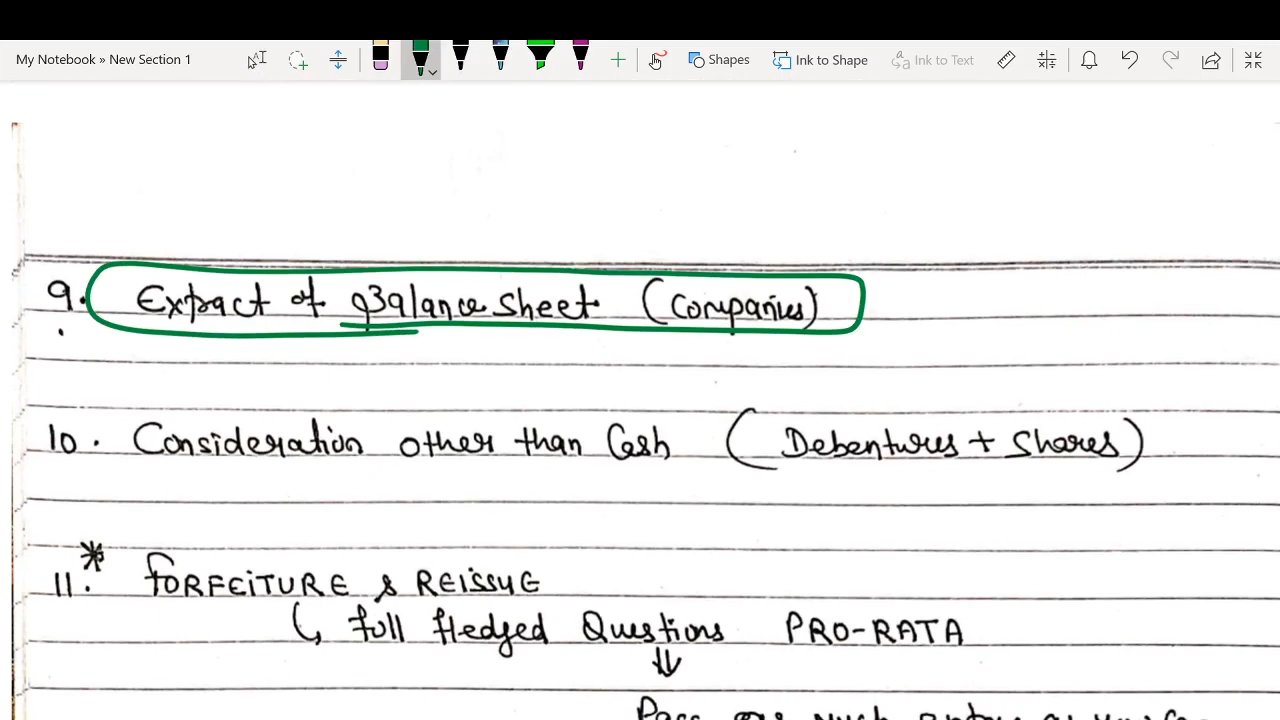 My Notebook » New Section 1
Shapes
Ink to Shape
Ink to Text
9. Extract of Balance Sheet (Companies)
10. Consideration other than Cash (Debentures + Shares)
11.* FORFEITURE & REISSUE
↳ full fledged Questions PRO-RATA
⇓
Pass